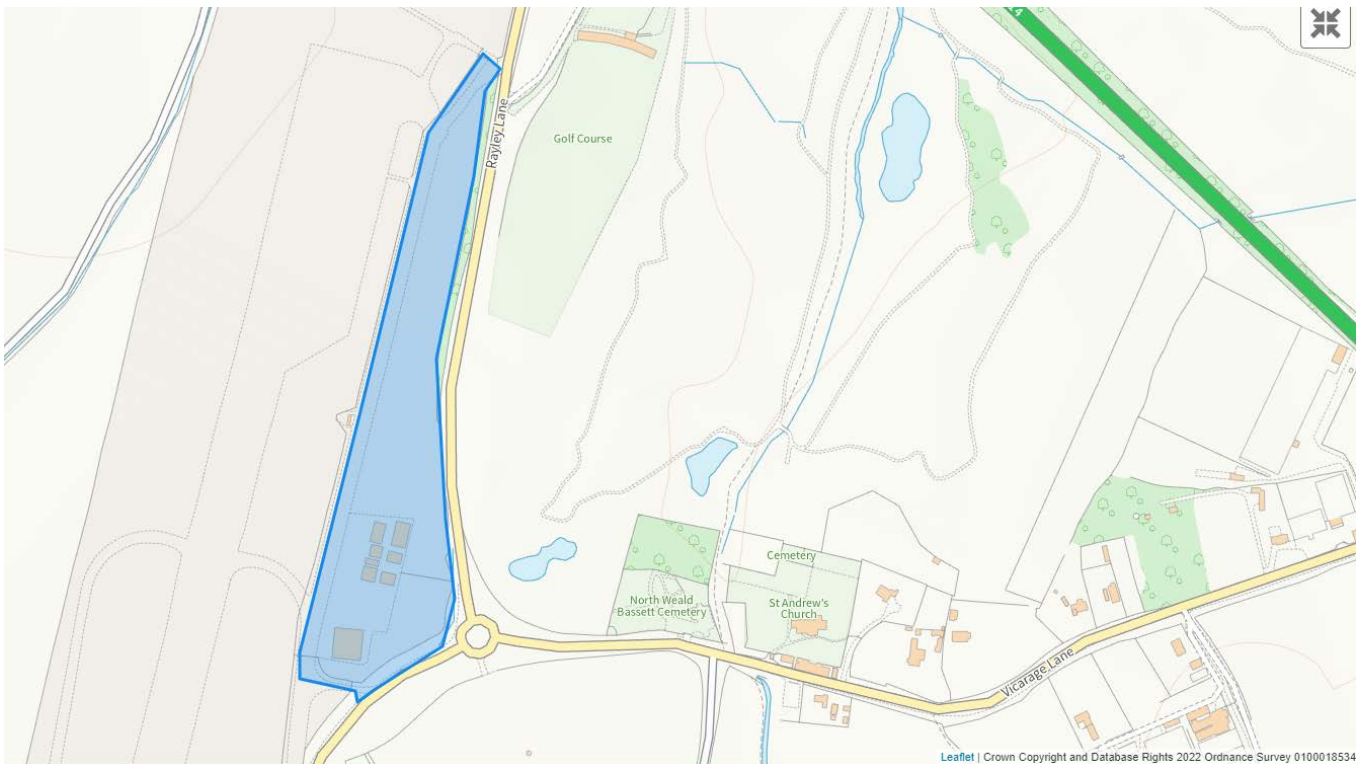 14
Rayley Lane
Golf Course
Cemetery
North Weald
Bassett Cemetery
St Andrew's
Church
Vicarage Lane
Leaflet | Crown Copyright and Database Rights 2022 Ordnance Survey 0100018534